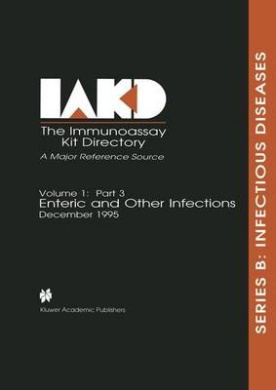 IAKD
The Immunoassay
Kit Directory
A Major Reference Source
Volume 1: Part 3
Enteric and Other Infections
December 1995
Kluwer Academic Publishers
SERIES B: INFECTIOUS DISEASES